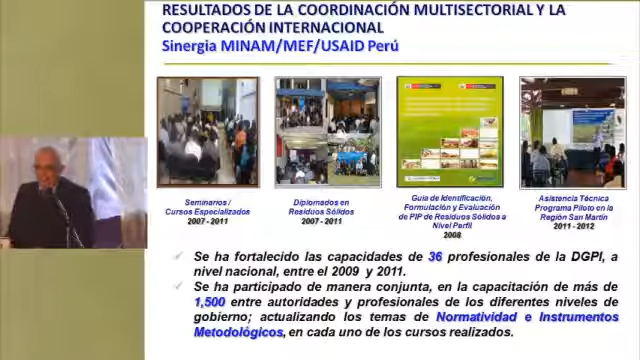 RESULTADOS DE LA COORDINACIÓN MULTISECTORIAL Y LA
COOPERACIÓN INTERNACIONAL
Sinergia MINAM/MEF/USAID Perú
Seminarios /
Cursos Especializados
2007 - 2011
Diplomados en
Residuos Sólidos
2007 - 2011
Guía de Identificación,
Formulación y Evaluación
de PIP de Residuos Sólidos a
Nivel Perfil
2008
Asistencia Técnica
Programa Piloto en la
Región San Martín
2011 - 2012
✓ Se ha fortalecido las capacidades de 36 profesionales de la DGPI, a
nivel nacional, entre el 2009 y 2011.
✓ Se ha participado de manera conjunta, en la capacitación de más de
1,500 entre autoridades y profesionales de los diferentes niveles de
gobierno; actualizando los temas de Normatividad e Instrumentos
Metodológicos, en cada uno de los cursos realizados.